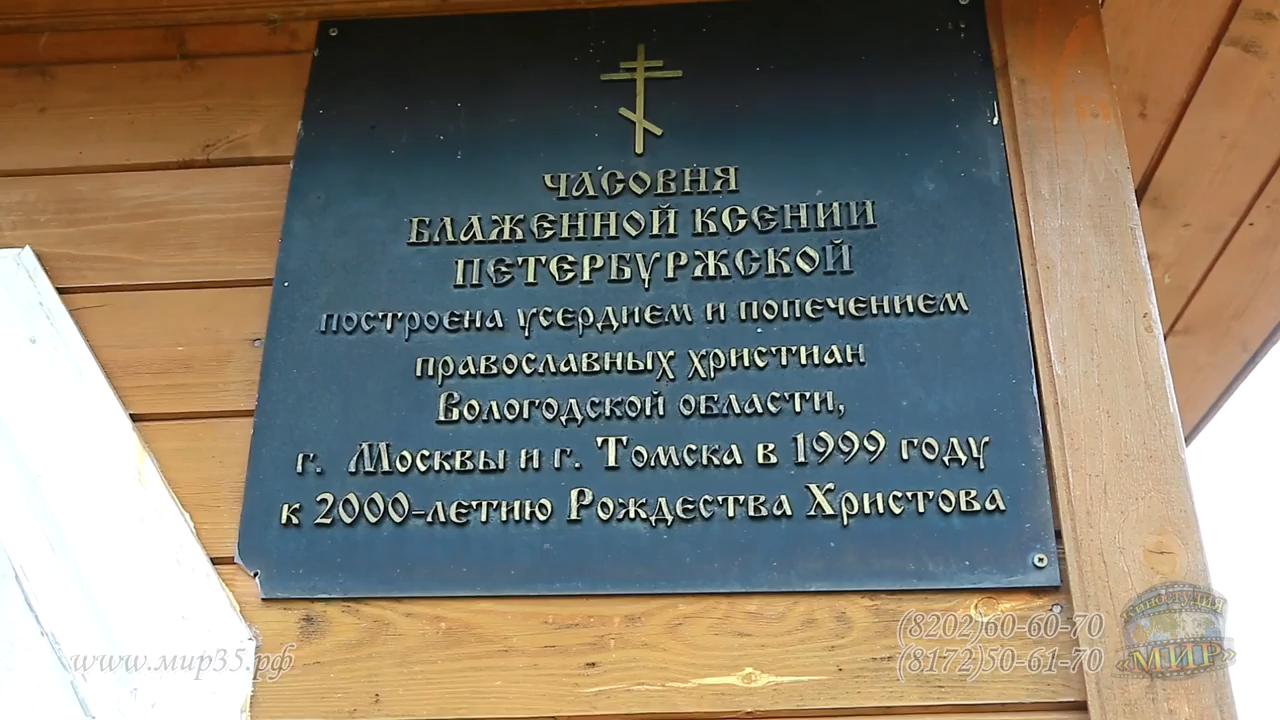 ЧАСОВНЯ
БЛАЖЕННОЙ КСЕНИИ
ПЕТЕРБУРЖСКОЙ
построена усердием и попечением
православных христиан
Вологодской области,
г. Москвы и г. Томска в 1999 году
к 2000-летию Рождества Христова
www.мир35.рф
(8202)60-60-70
(8172)50-61-70
Киностудия
«МИР»